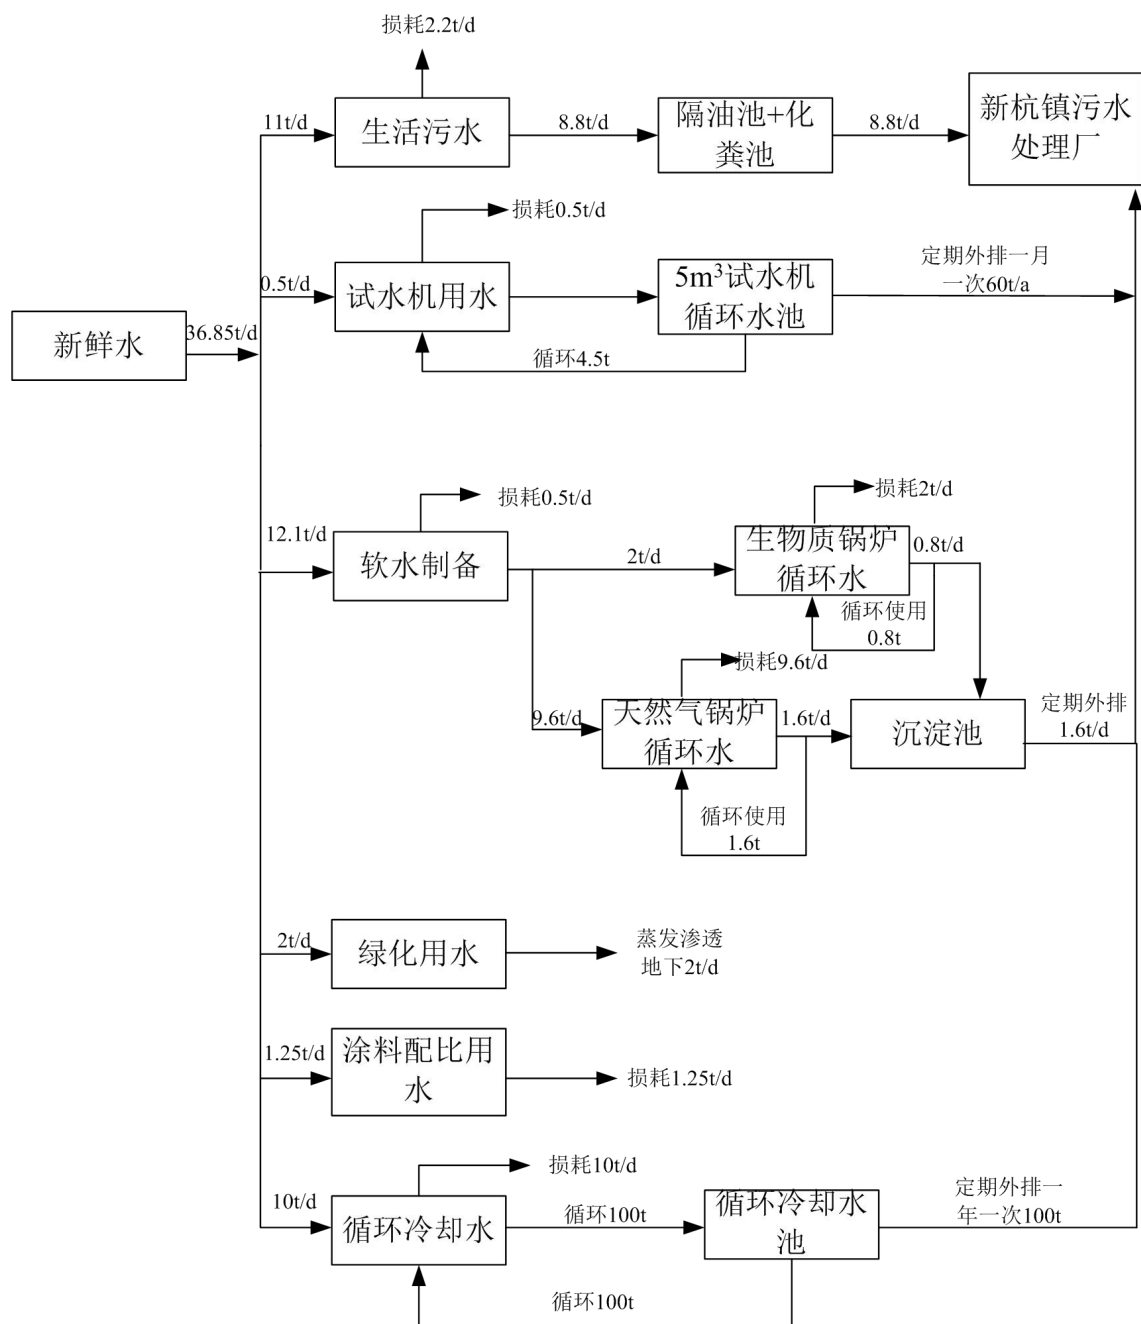 损耗2.2t/d
11t/d
生活污水
8.8t/d
隔油池+化
粪池
8.8t/d
新杭镇污水
处理厂
损耗0.5t/d
0.5t/d
试水机用水
5m³试水机
循环水池
定期外排一月
一次60t/a
循环4.5t
新鲜水
36.85t/d
损耗0.5t/d
12.1t/d
软水制备
2t/d
损耗2t/d
生物质锅炉
循环水
0.8t/d
循环使用
0.8t
损耗9.6t/d
9.6t/d
天然气锅炉
循环水
1.6t/d
沉淀池
定期外排
1.6t/d
循环使用
1.6t
2t/d
绿化用水
蒸发渗透
地下2t/d
1.25t/d
涂料配比用
水
损耗1.25t/d
损耗10t/d
10t/d
循环冷却水
循环100t
循环冷却水
池
定期外排一
年一次100t
循环100t